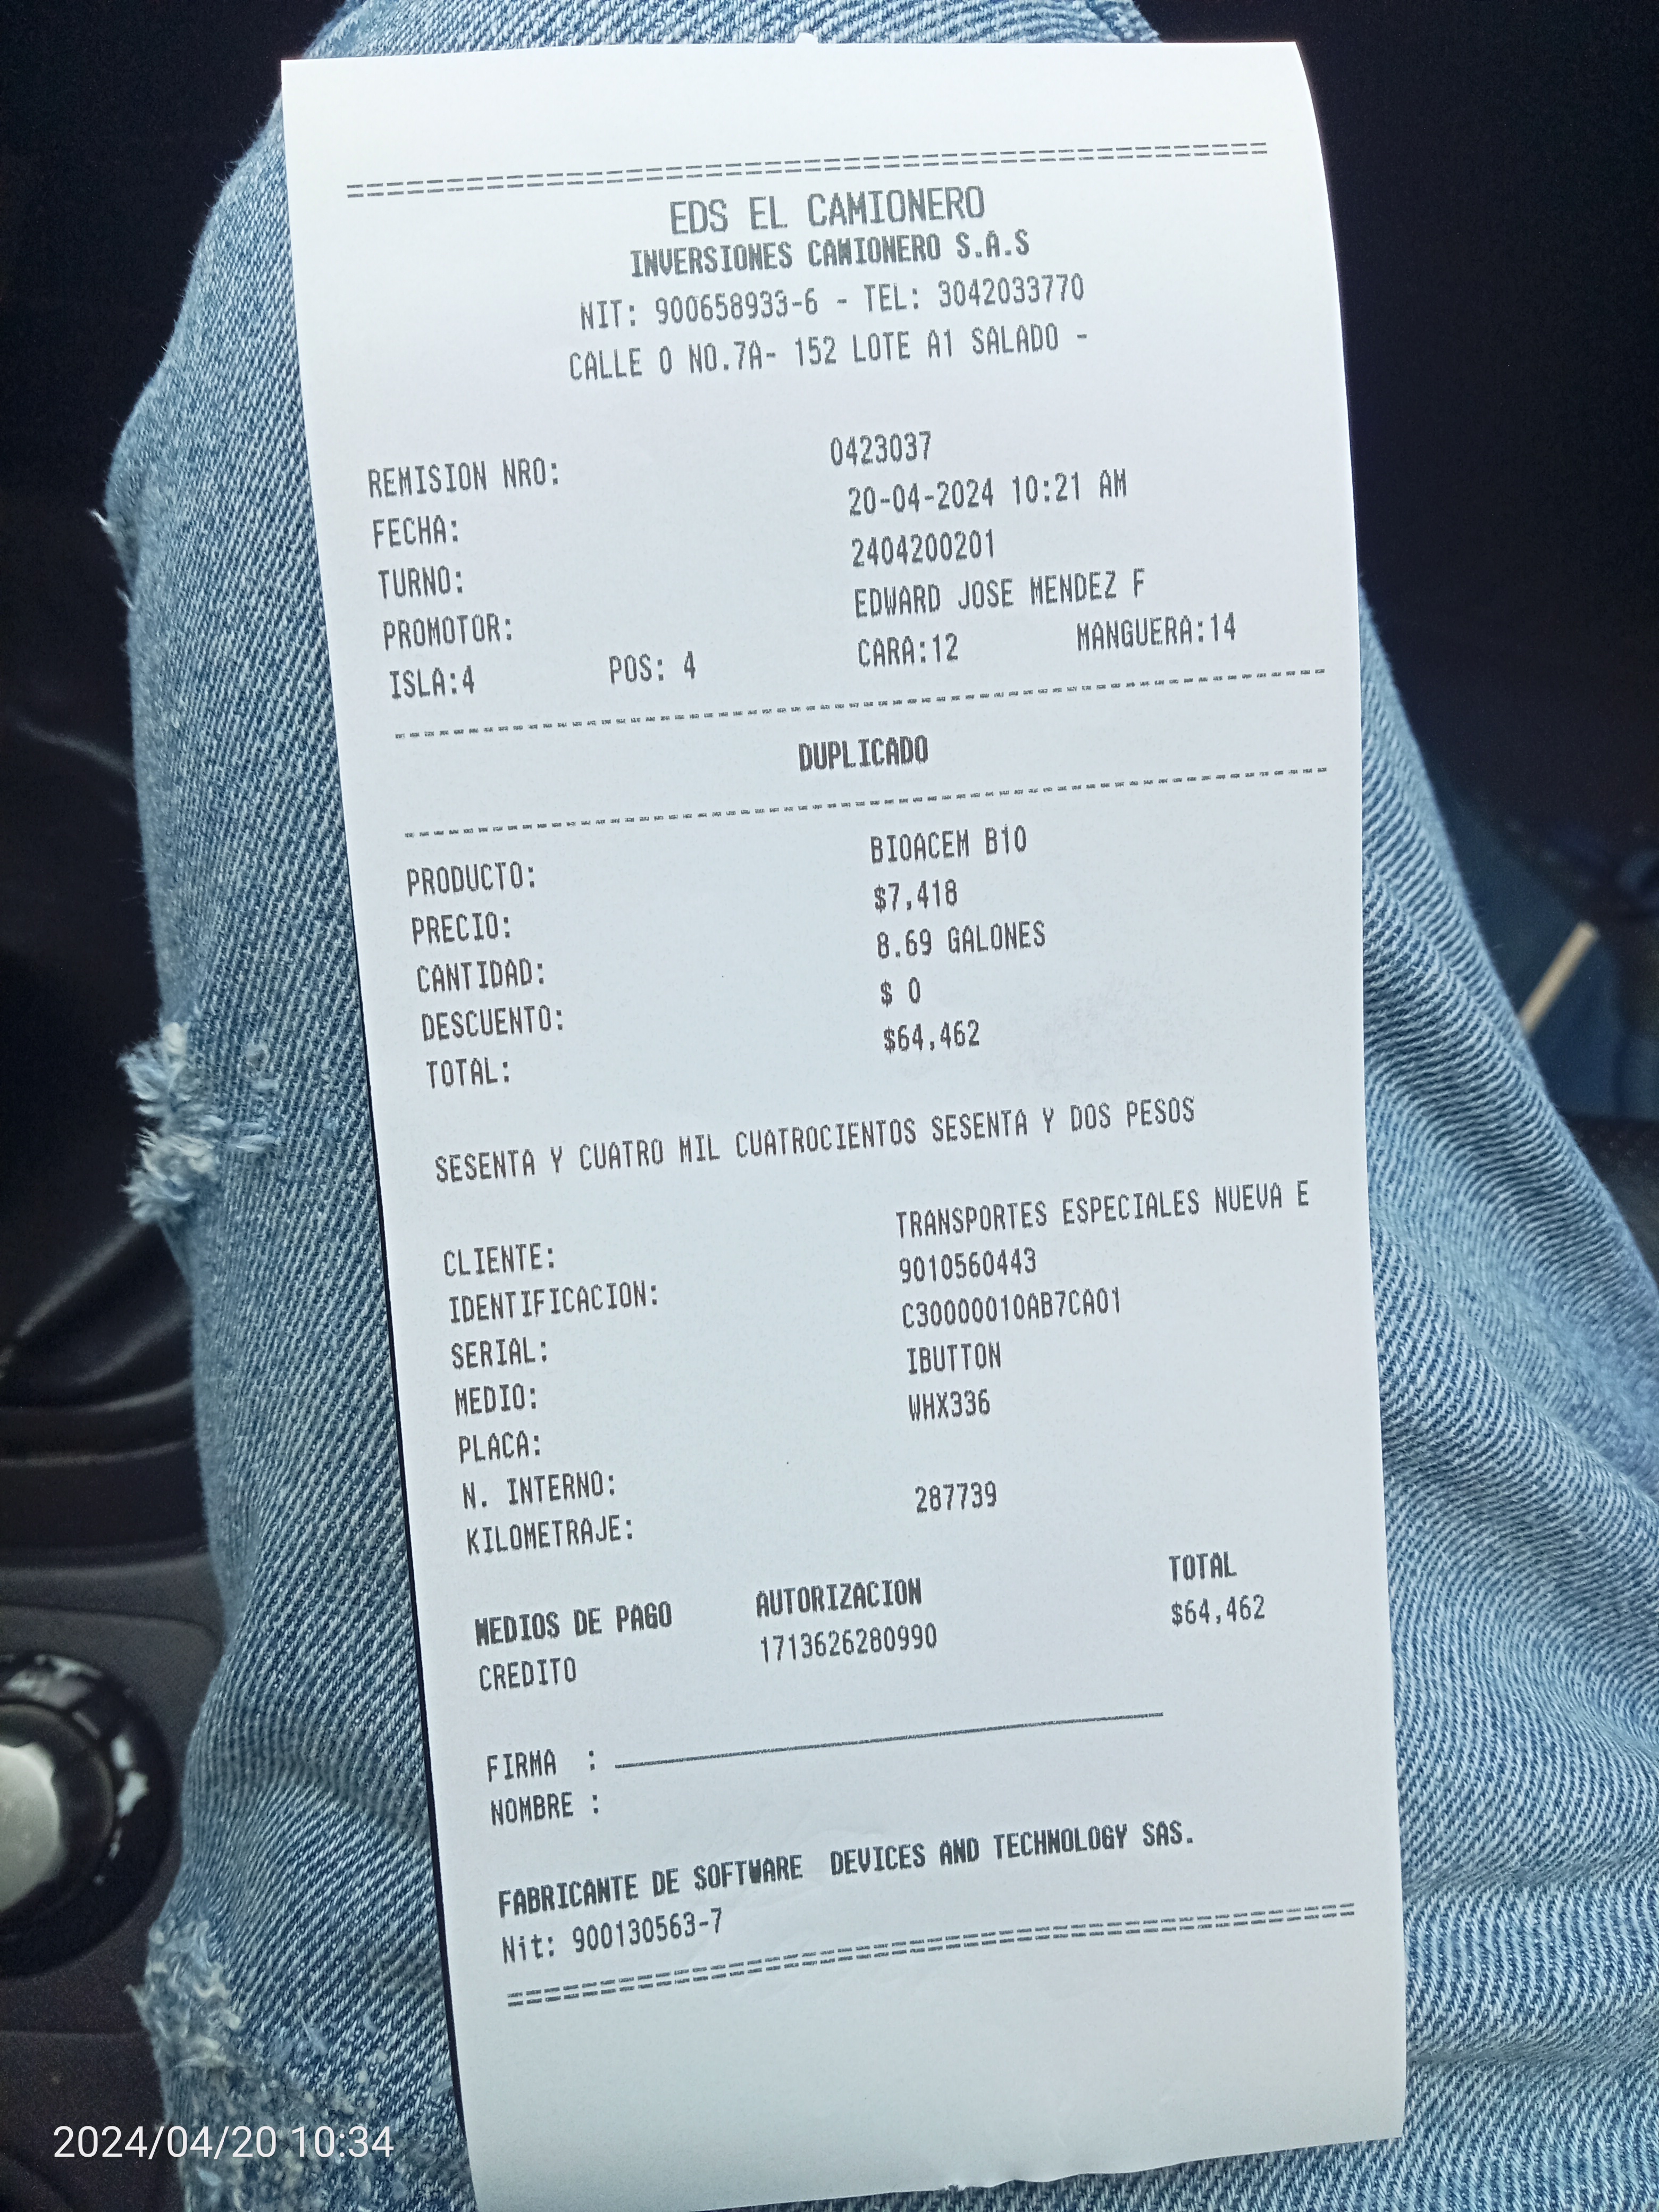 EDS EL CAMIONERO
INVERSIONES CAMIONERO S.A.S
NIT: 900658933-6 - TEL: 3042033770
CALLE 0 NO.7A- 152 LOTE A1 SALADO -
REMISION NRO: 0423037
FECHA: 20-04-2024 10:21 AM
TURNO: 2404200201
PROMOTOR: EDWARD JOSE MENDEZ F
ISLA:4 POS: 4 CARA:12 MANGUERA:14
DUPLICADO
PRODUCTO: BIOACEM B10
PRECIO: $7,418
CANTIDAD: 8.69 GALONES
DESCUENTO: $ 0
TOTAL: $64,462
SESENTA Y CUATRO MIL CUATROCIENTOS SESENTA Y DOS PESOS
CLIENTE: TRANSPORTES ESPECIALES NUEVA E
IDENTIFICACION: 9010560443
SERIAL: C30000010AB7CA01
MEDIO: IBUTTON
PLACA: WHX336
N. INTERNO:
KILOMETRAJE: 287739
MEDIOS DE PAGO AUTORIZACION TOTAL
CREDITO 1713626280990 $64,462
FIRMA :
NOMBRE :
FABRICANTE DE SOFTWARE DEVICES AND TECHNOLOGY SAS.
Nit: 900130563-7
2024/04/20 10:34